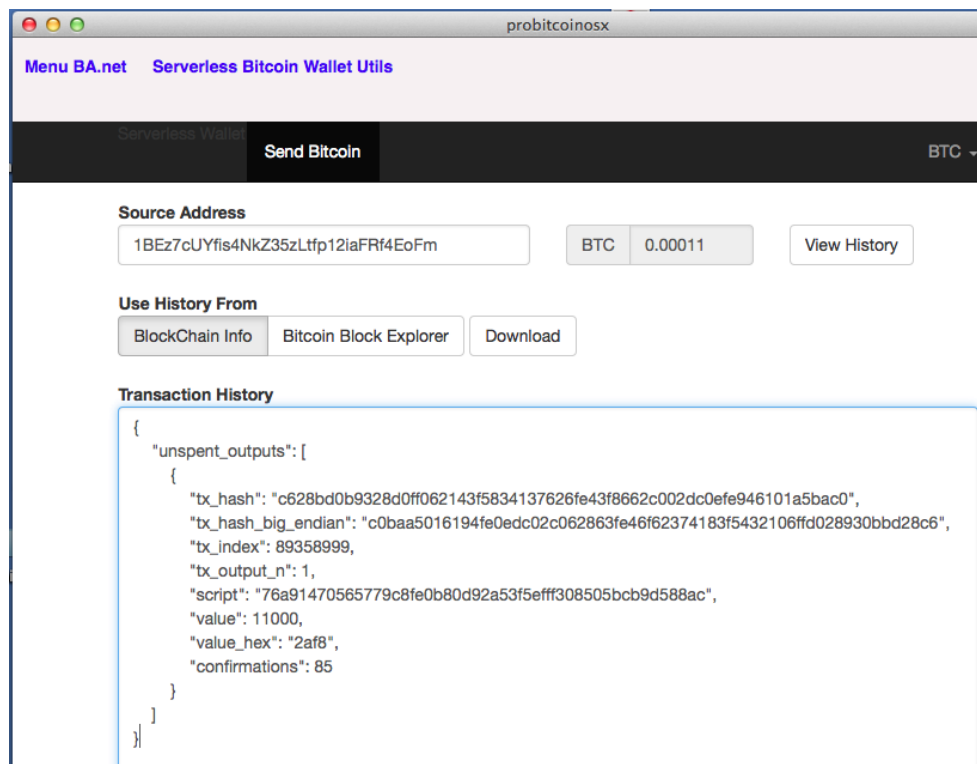 probitcoinosx
Menu BA.net Serverless Bitcoin Wallet Utils
Serverless Wallet
Send Bitcoin
BTC
Source Address
1BEz7cUYfis4NkZ35zLtfp12iaFRf4EoFm BTC 0.00011 View History
Use History From
BlockChain Info Bitcoin Block Explorer Download
Transaction History
{
"unspent_outputs": [
{
"tx_hash": "c628bd0b9328d0ff062143f5834137626fe43f8662c002dc0efe946101a5bac0",
"tx_hash_big_endian": "c0baa5016194fe0edc02c062863fe46f62374183f5432106ffd028930bbd28c6",
"tx_index": 89358999,
"tx_output_n": 1,
"script": "76a91470565779c8fe0b80d92a53f5efff308505bcb9d588ac",
"value": 11000,
"value_hex": "2af8",
"confirmations": 85
}
]
}